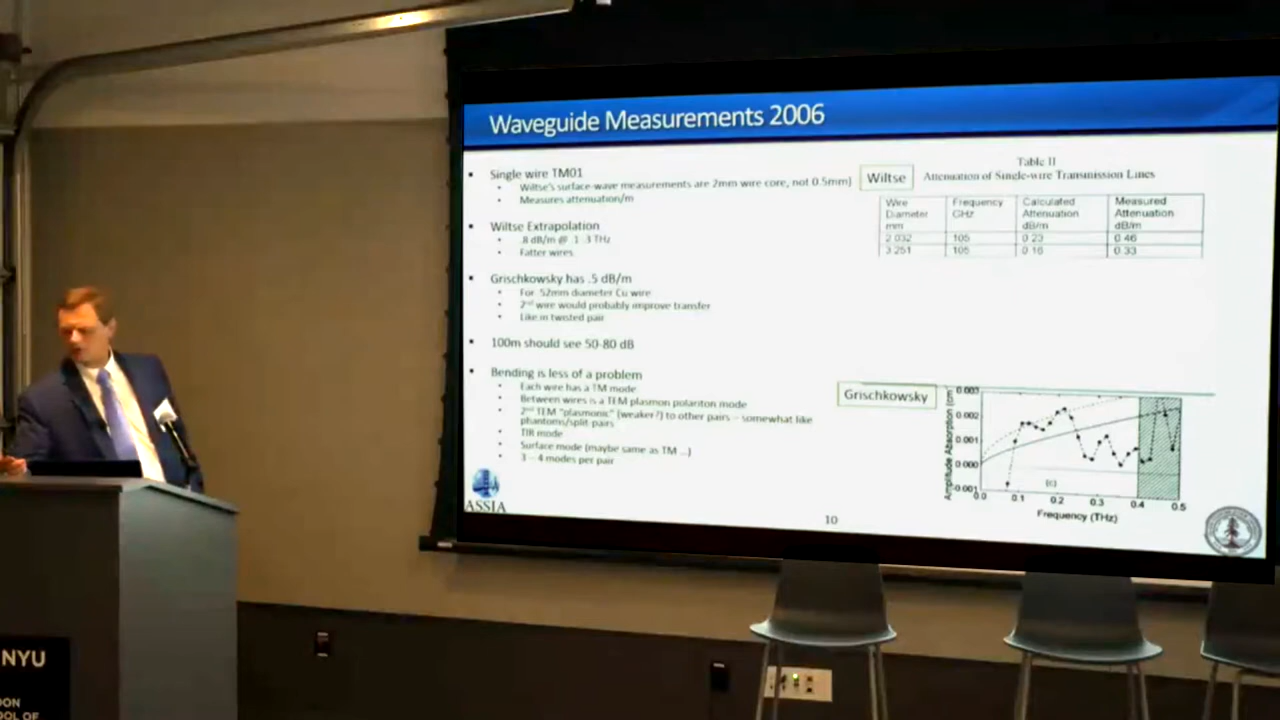 Waveguide Measurements 2006
Single wire TM01
Wiltse's surface-wave measurements are 2mm wire core, not 0.5mm)
Measures attenuation/m
Wiltse Extrapolation
.8 dB/m @ .1-.3 THz
Fatter wires
Grischkowsky has .5 dB/m
For .52mm diameter Cu wire
2nd wire would probably improve transfer
Like in twisted pair
100m should see 50-80 dB
Bending is less of a problem
Each wire has a TM mode
Between wires is a TEM plasmon polariton mode
2nd TEM "plasmonic" (weaker?) to other pairs – somewhat like
phantoms/split-pairs
TIR mode
Surface mode (maybe same as TM ...)
3 – 4 modes per pair
ASSIA
10
Wiltse
Table II
Attenuation of Single-wire Transmission Lines
Wire Diameter mm Frequency GHz Calculated Attenuation dB/m Measured Attenuation dB/m
2.032 105 0.23 0.46
3.251 105 0.16 0.33
Grischkowsky
Amplitude Absorption (cm
0.003
0.002
0.001
0.000
-0.001
(c)
0.0 0.1 0.2 0.3 0.4 0.5
Frequency (THz)
NYU
DON
OOL OF